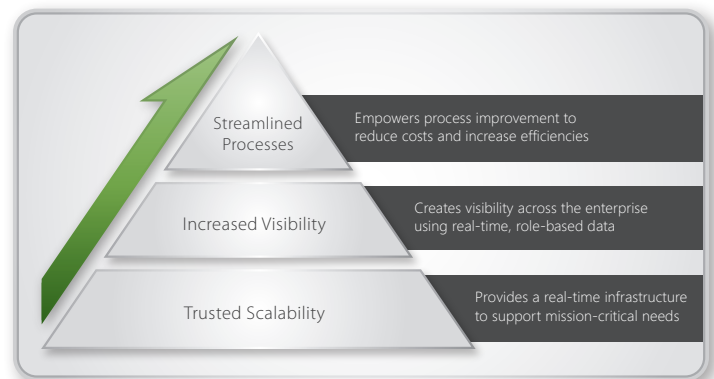 Streamlined
Processes
Empowers process improvement to
reduce costs and increase efficiencies
Increased Visibility
Creates visibility across the enterprise
using real-time, role-based data
Trusted Scalability
Provides a real-time infrastructure
to support mission-critical needs